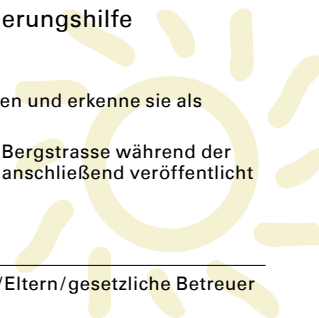 erungshilfe
en und erkenne sie als
Bergstrasse während der
anschließend veröffentlicht
/Eltern/gesetzliche Betreuer